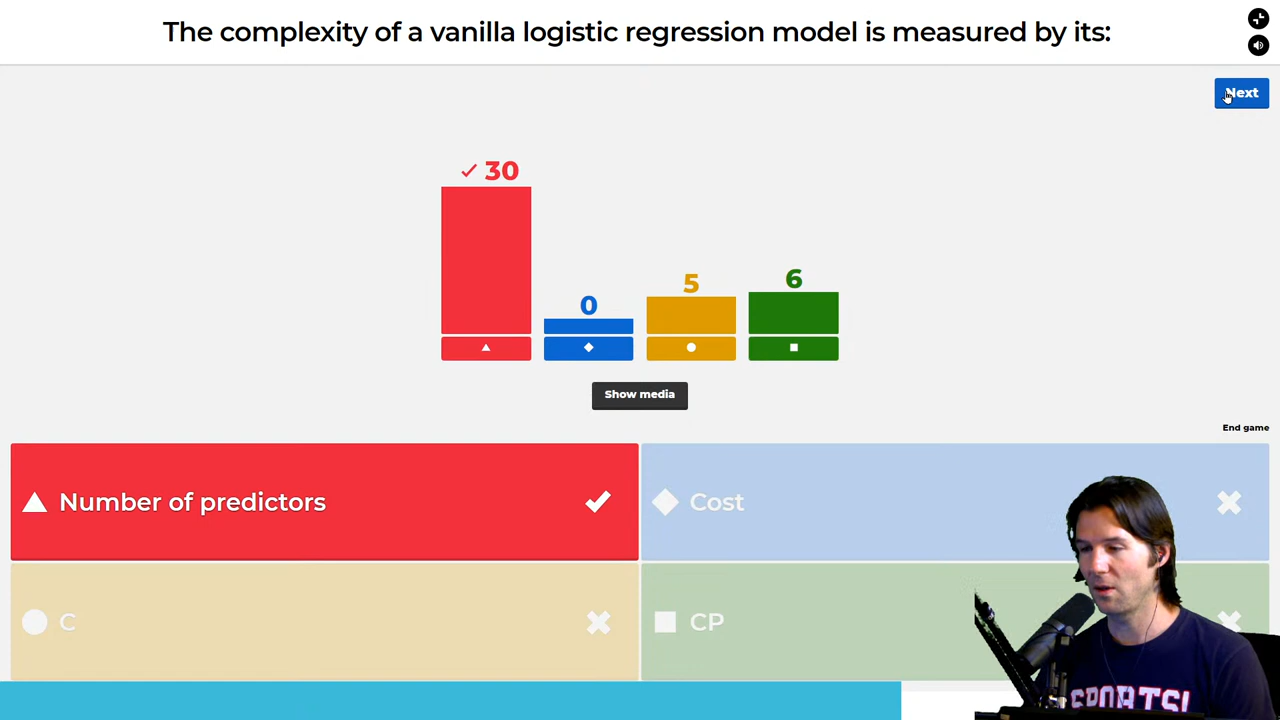 The complexity of a vanilla logistic regression model is measured by its:
Next
30
0
5
6
Show media
End game
Number of predictors
Cost
C
CP
SPORTS!